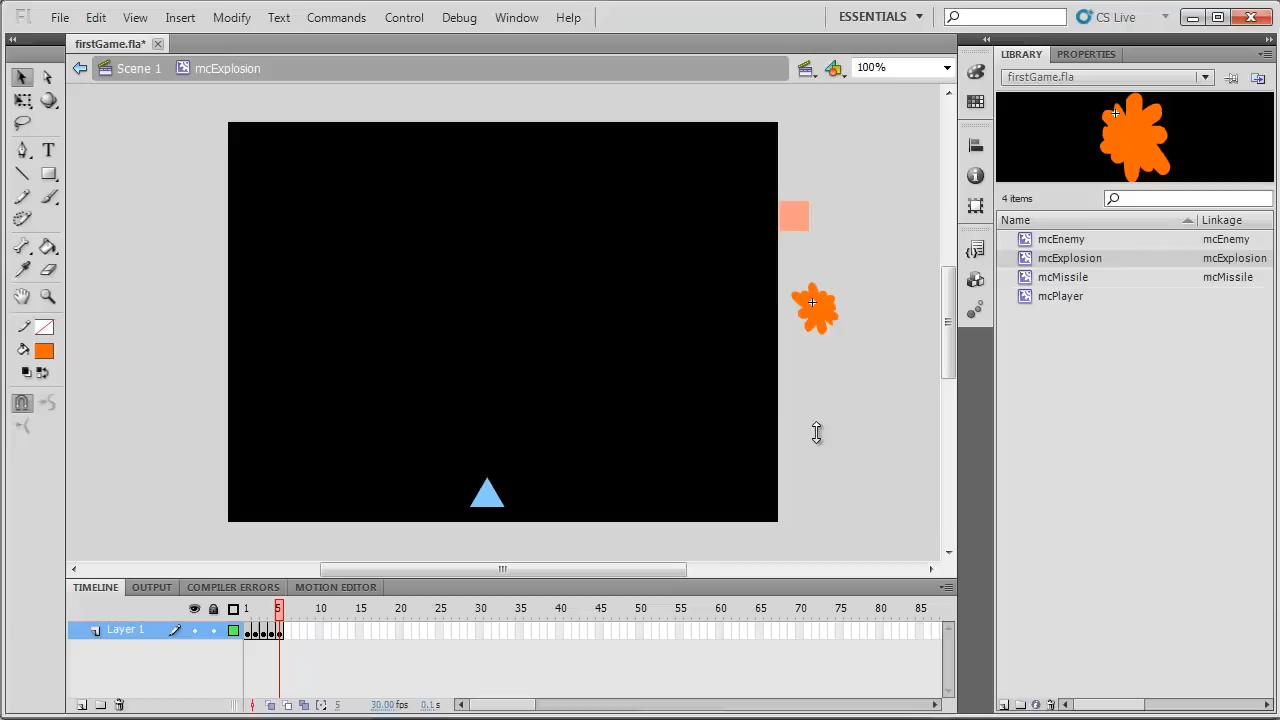 Fl File Edit View Insert Modify Text Commands Control Debug Window Help ESSENTIALS CS Live
firstGame.fla*
Scene 1 mcExplosion 100%
LIBRARY PROPERTIES
firstGame.fla
4 items
Name Linkage
mcEnemy mcEnemy
mcExplosion mcExplosion
mcMissile mcMissile
mcPlayer
T
TIMELINE OUTPUT COMPILER ERRORS MOTION EDITOR
1 5 10 15 20 25 30 35 40 45 50 55 60 65 70 75 80 85
Layer 1
5 30.00 fps 0.1 s